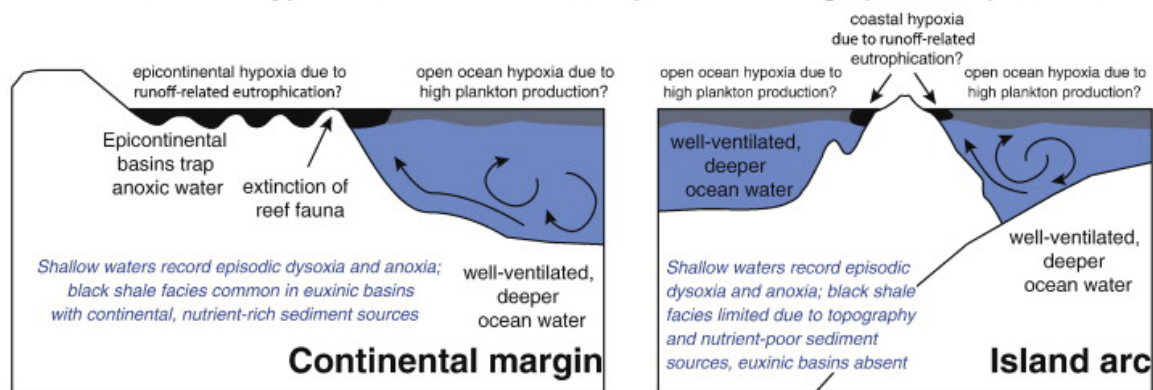 epicontinental hypoxia due to
runoff-related eutrophication?
open ocean hypoxia due to
high plankton production?
Epicontinental
basins trap
anoxic water
extinction of
reef fauna
Shallow waters record episodic dysoxia and anoxia;
black shale facies common in euxinic basins
with continental, nutrient-rich sediment sources
well-ventilated,
deeper
ocean water
Continental margin
coastal hypoxia
due to runoff-related
eutrophication?
open ocean hypoxia due to
high plankton production?
open ocean hypoxia due to
high plankton production?
well-ventilated,
deeper
ocean water
well-ventilated,
deeper
ocean water
Shallow waters record episodic
dysoxia and anoxia; black shale
facies limited due to topography
and nutrient-poor sediment
sources, euxinic basins absent
Island arc